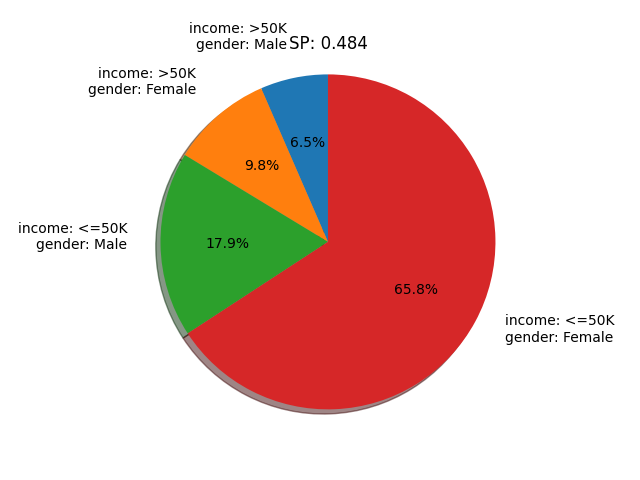 income: >50K
gender: Male
SP: 0.484
income: >50K
gender: Female
6.5%
9.8%
income: <=50K
gender: Male
17.9%
65.8%
income: <=50K
gender: Female